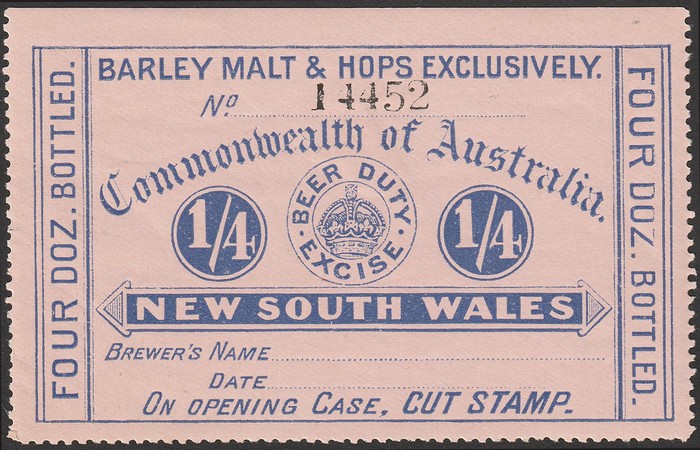 BARLEY MALT & HOPS EXCLUSIVELY.
No. 14452
Commonwealth of Australia.
1/4
BEER DUTY
EXCISE
1/4
NEW SOUTH WALES
BREWER'S NAME
DATE
ON OPENING CASE, CUT STAMP.
FOUR DOZ. BOTTLED.
FOUR DOZ. BOTTLED.